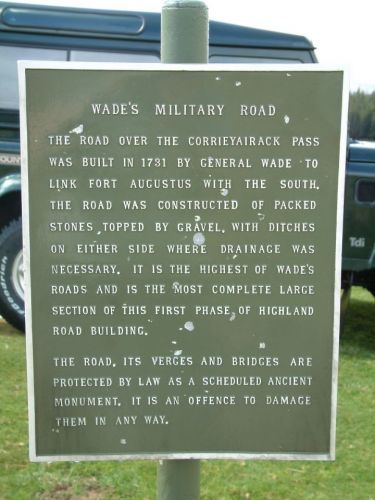 WADE'S MILITARY ROAD
THE ROAD OVER THE CORRIEYAIRACK PASS
WAS BUILT IN 1731 BY GENERAL WADE TO
LINK FORT AUGUSTUS WITH THE SOUTH.
THE ROAD WAS CONSTRUCTED OF PACKED
STONES TOPPED BY GRAVEL, WITH DITCHES
ON EITHER SIDE WHERE DRAINAGE WAS
NECESSARY. IT IS THE HIGHEST OF WADE'S
ROADS AND IS THE MOST COMPLETE LARGE
SECTION OF THIS FIRST PHASE OF HIGHLAND
ROAD BUILDING.
THE ROAD, ITS VERGES AND BRIDGES ARE
PROTECTED BY LAW AS A SCHEDULED ANCIENT
MONUMENT. IT IS AN OFFENCE TO DAMAGE
THEM IN ANY WAY.
Tdi